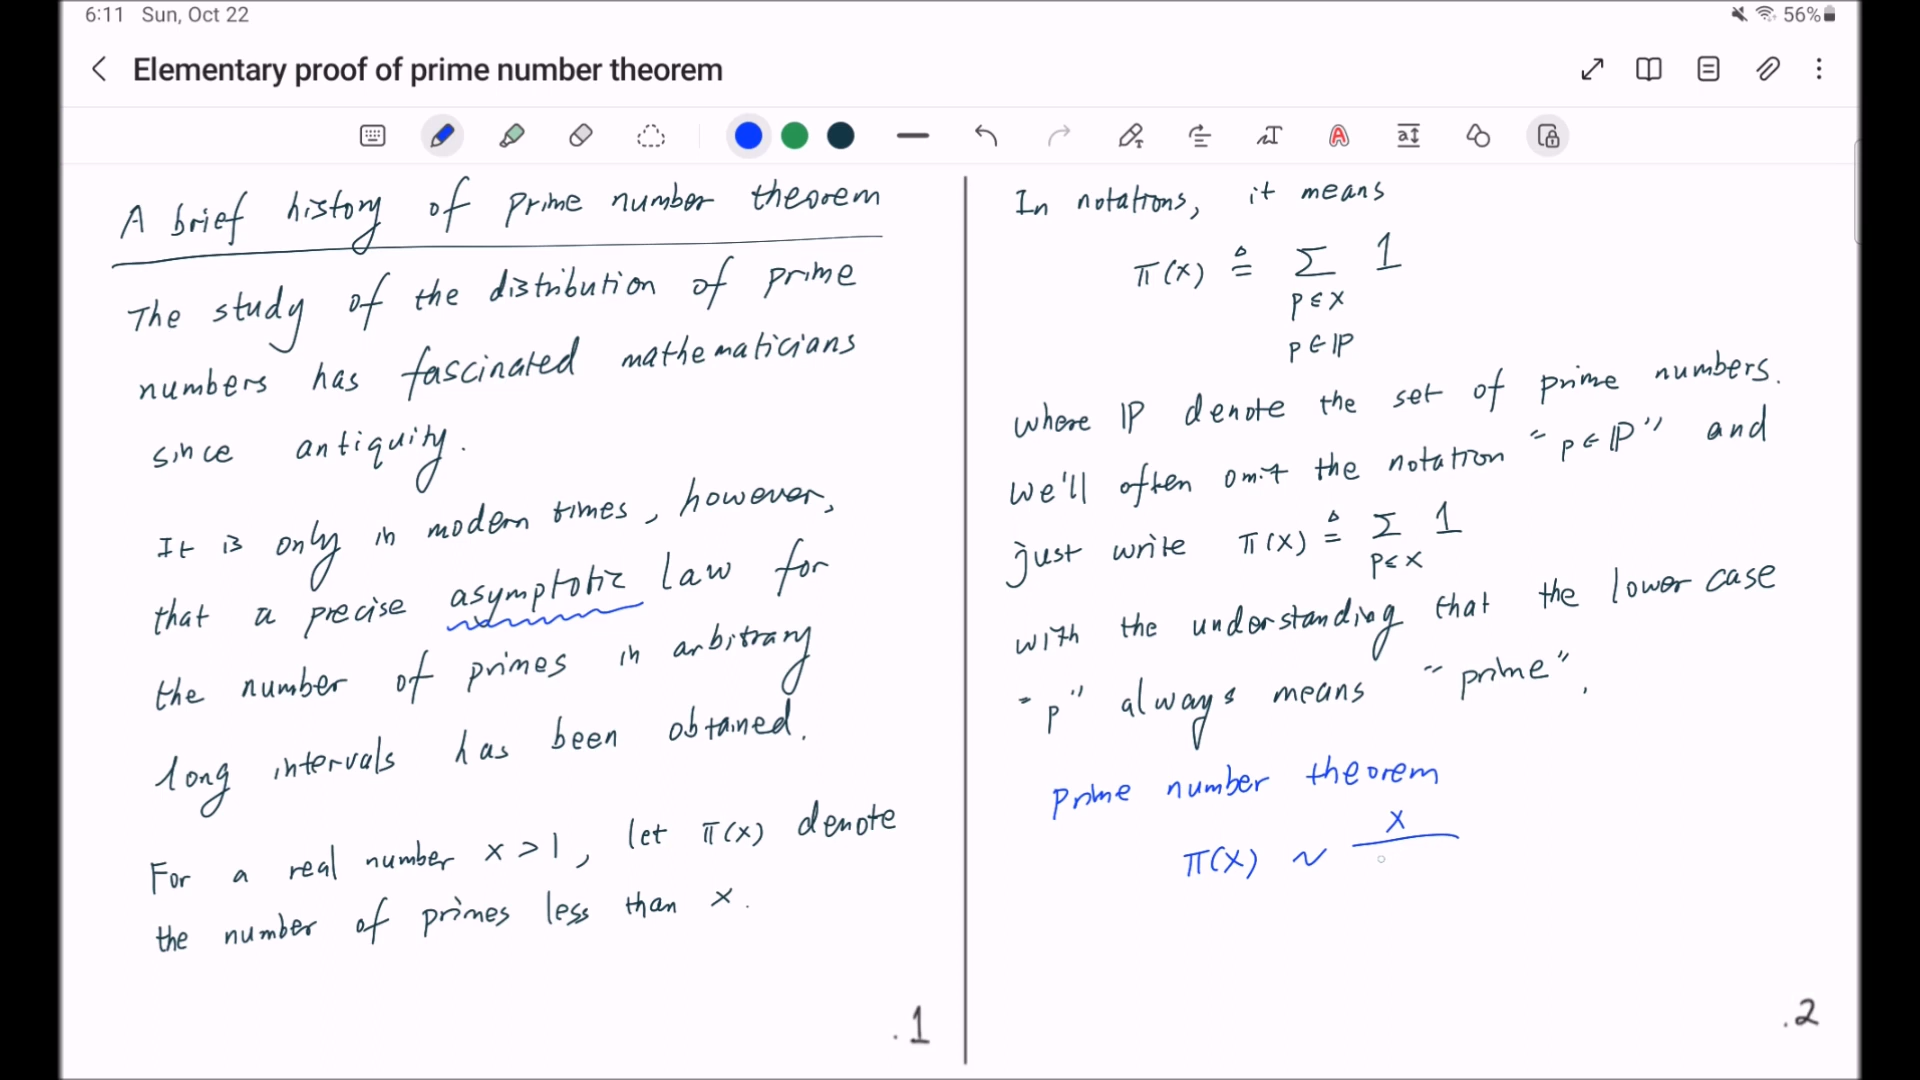 6:11 Sun, Oct 22
56%
Elementary proof of prime number theorem
A brief history of prime number theorem
The study of the distribution of prime
numbers has fascinated mathematicians
since antiquity.
It is only in modern times, however,
that a precise asymptotic law for
the number of primes in arbitrary
long intervals has been obtained.
For a real number x > 1, let π(x) denote
the number of primes less than x.
.1
In notations, it means
π(x) ≜ Σ 1
p ≤ x
p ∈ ℙ
where ℙ denote the set of prime numbers.
We'll often omit the notation "p ∈ ℙ" and
just write π(x) ≜ Σ 1
p ≤ x
with the understanding that the lower case
"p" always means "prime".
Prime number theorem
x
π(x) ~
.2